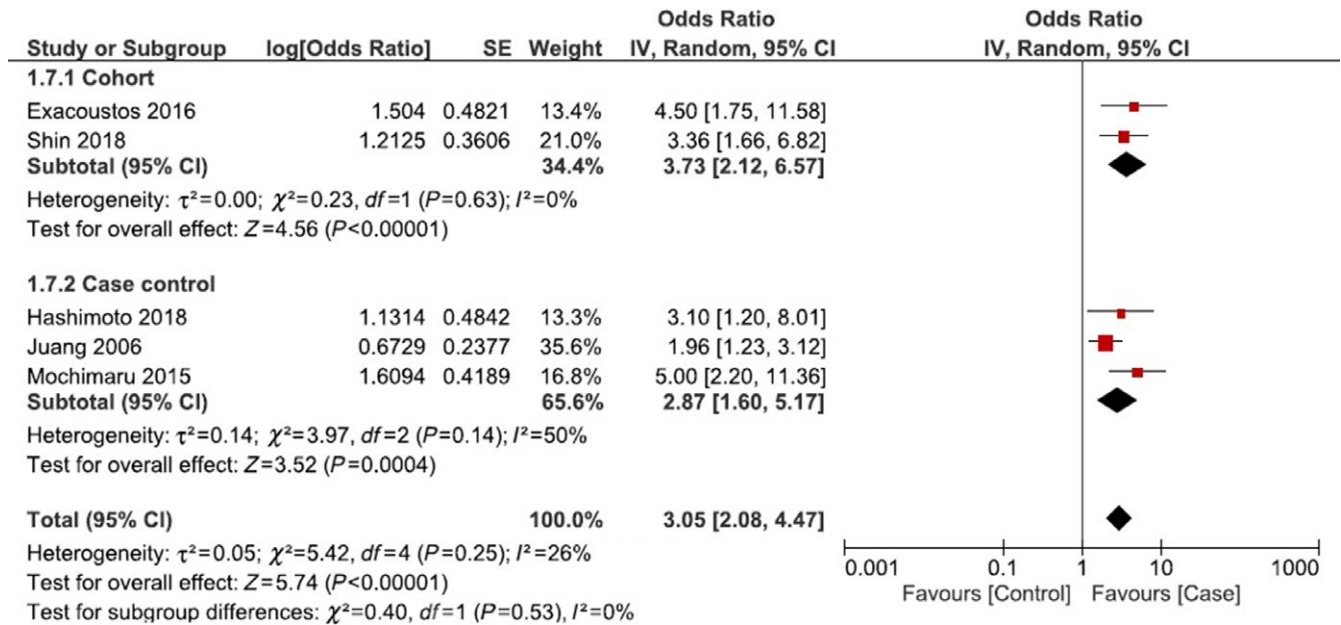 Odds Ratio Odds Ratio
Study or Subgroup log[Odds Ratio] SE Weight IV, Random, 95% CI IV, Random, 95% CI
1.7.1 Cohort
Exacoustos 2016 1.504 0.4821 13.4% 4.50 [1.75, 11.58]
Shin 2018 1.2125 0.3606 21.0% 3.36 [1.66, 6.82]
Subtotal (95% CI) 34.4% 3.73 [2.12, 6.57]
Heterogeneity: τ²=0.00; χ²=0.23, df=1 (P=0.63); I²=0%
Test for overall effect: Z=4.56 (P<0.00001)
1.7.2 Case control
Hashimoto 2018 1.1314 0.4842 13.3% 3.10 [1.20, 8.01]
Juang 2006 0.6729 0.2377 35.6% 1.96 [1.23, 3.12]
Mochimaru 2015 1.6094 0.4189 16.8% 5.00 [2.20, 11.36]
Subtotal (95% CI) 65.6% 2.87 [1.60, 5.17]
Heterogeneity: τ²=0.14; χ²=3.97, df=2 (P=0.14); I²=50%
Test for overall effect: Z=3.52 (P=0.0004)
Total (95% CI) 100.0% 3.05 [2.08, 4.47]
Heterogeneity: τ²=0.05; χ²=5.42, df=4 (P=0.25); I²=26%
Test for overall effect: Z=5.74 (P<0.00001)
Test for subgroup differences: χ²=0.40, df=1 (P=0.53), I²=0%
0.001 0.1 1 10 1000
Favours [Control] Favours [Case]